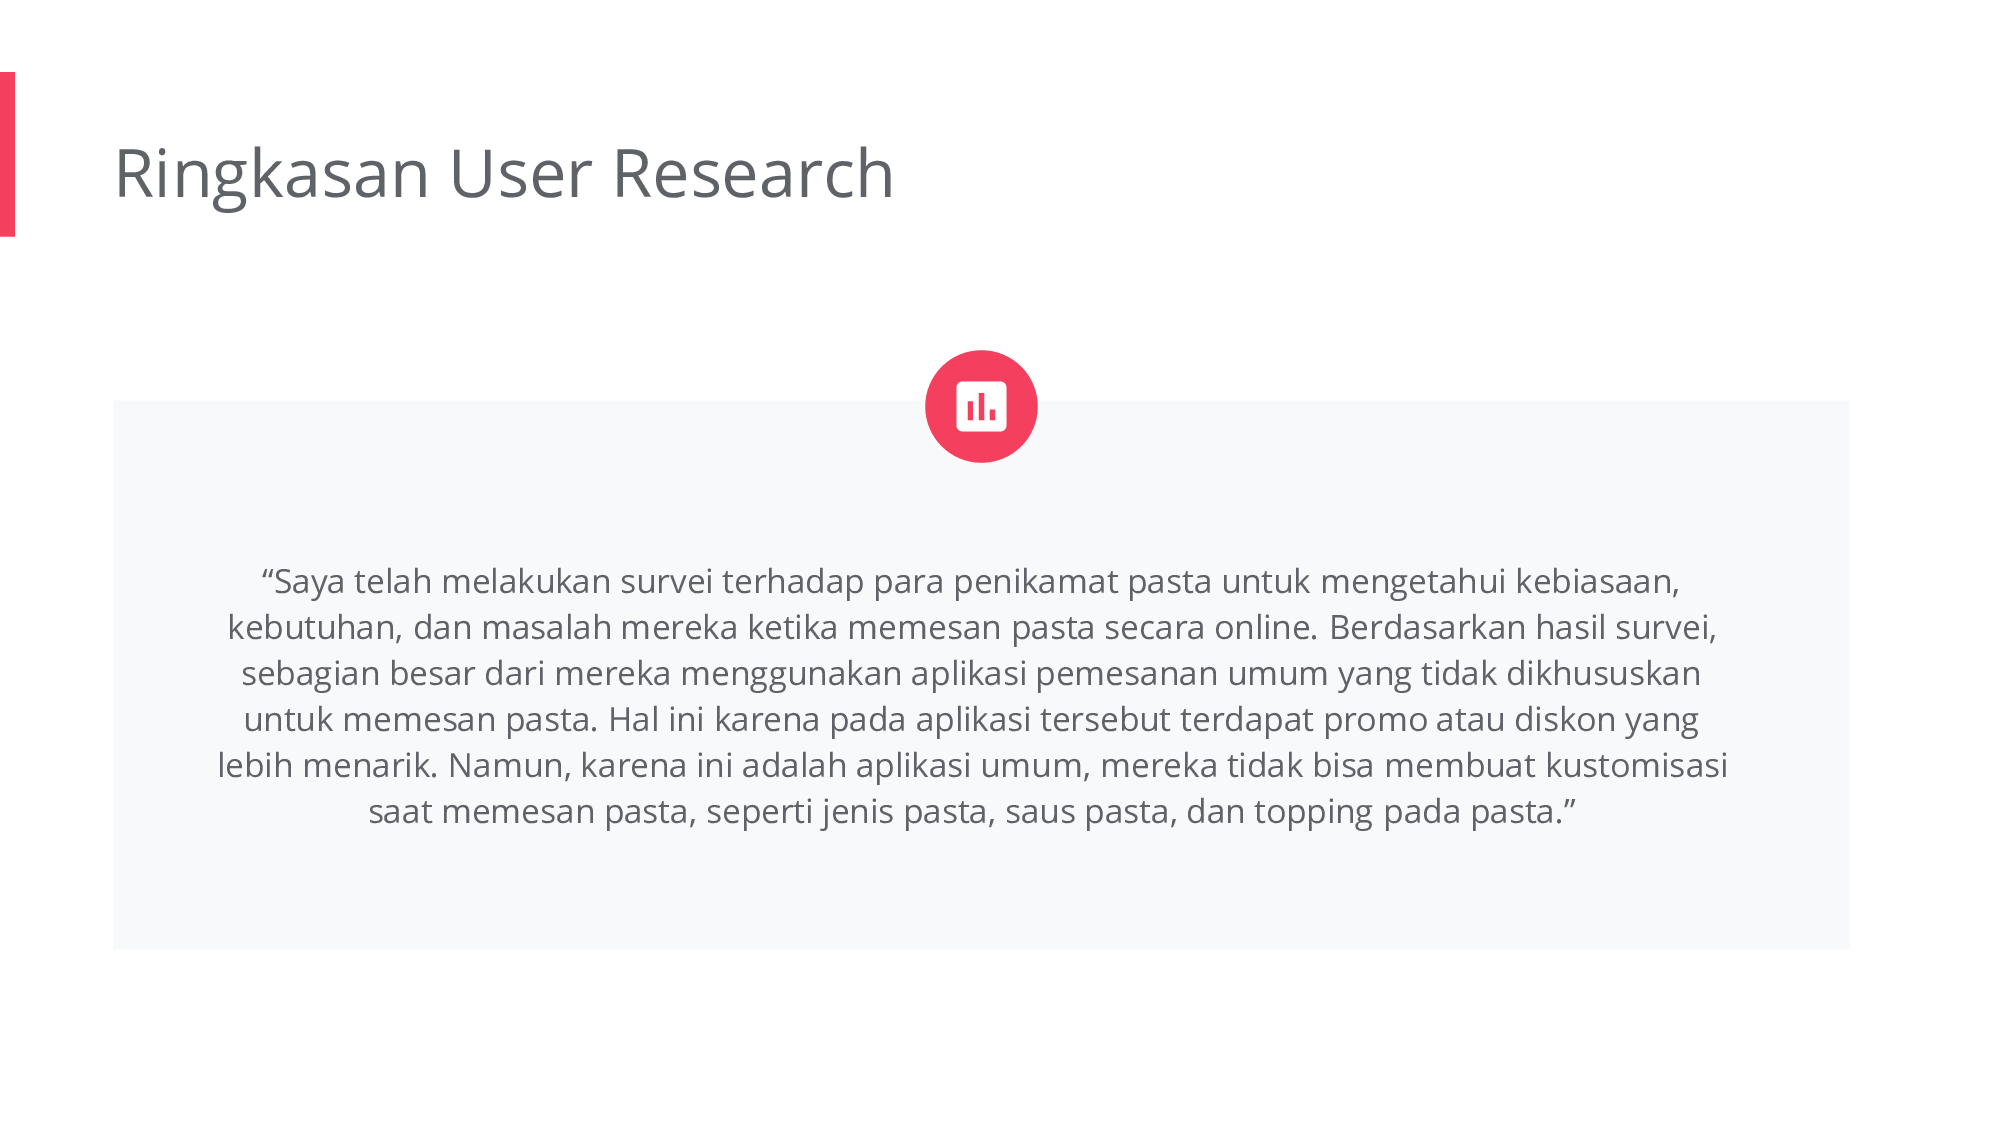 Ringkasan User Research
“Saya telah melakukan survei terhadap para penikamat pasta untuk mengetahui kebiasaan,
kebutuhan, dan masalah mereka ketika memesan pasta secara online. Berdasarkan hasil survei,
sebagian besar dari mereka menggunakan aplikasi pemesanan umum yang tidak dikhususkan
untuk memesan pasta. Hal ini karena pada aplikasi tersebut terdapat promo atau diskon yang
lebih menarik. Namun, karena ini adalah aplikasi umum, mereka tidak bisa membuat kustomisasi
saat memesan pasta, seperti jenis pasta, saus pasta, dan topping pada pasta.”